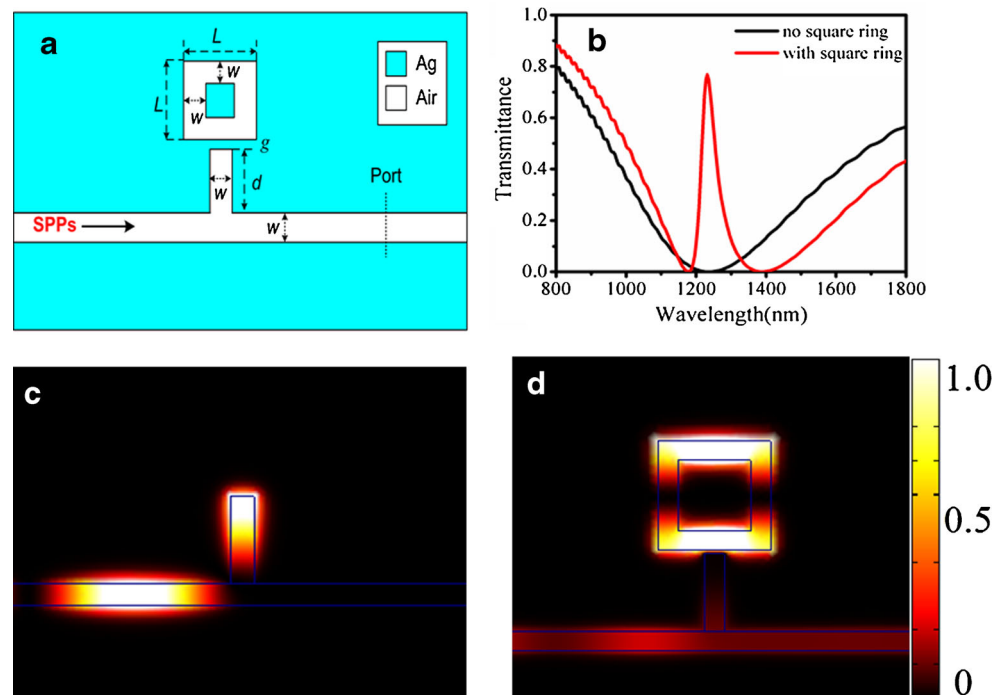 a
L
L
w
w
g
w
d
w
Ag
Air
Port
SPPs
b
no square ring
with square ring
Transmittance
1.0
0.8
0.6
0.4
0.2
0.0
800 1000 1200 1400 1600 1800
Wavelength(nm)
c
d
1.0
0.5
0